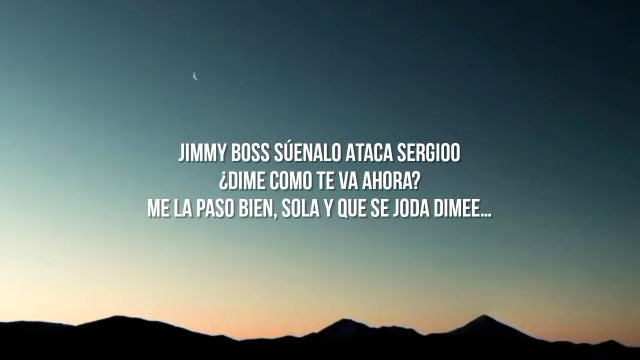 JIMMY BOSS SÚENALO ATACA SERGIOO
¿DIME COMO TE VA AHORA?
ME LA PASO BIEN, SOLA Y QUE SE JODA DIMEE...